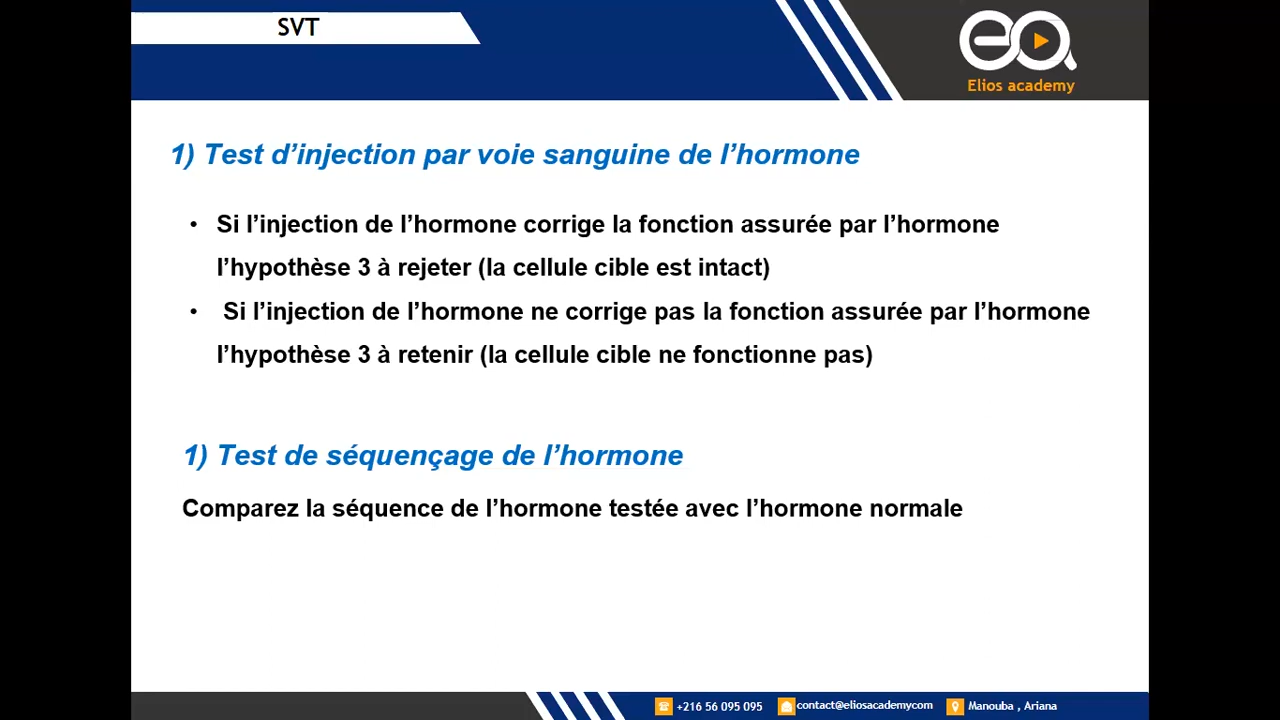 SVT
Elios academy
1) Test d’injection par voie sanguine de l’hormone
• Si l’injection de l’hormone corrige la fonction assurée par l’hormone
l’hypothèse 3 à rejeter (la cellule cible est intact)
• Si l’injection de l’hormone ne corrige pas la fonction assurée par l’hormone
l’hypothèse 3 à retenir (la cellule cible ne fonctionne pas)
1) Test de séquençage de l’hormone
Comparez la séquence de l’hormone testée avec l’hormone normale
+216 56 095 095 contact@eliosacademycom Manouba , Ariana